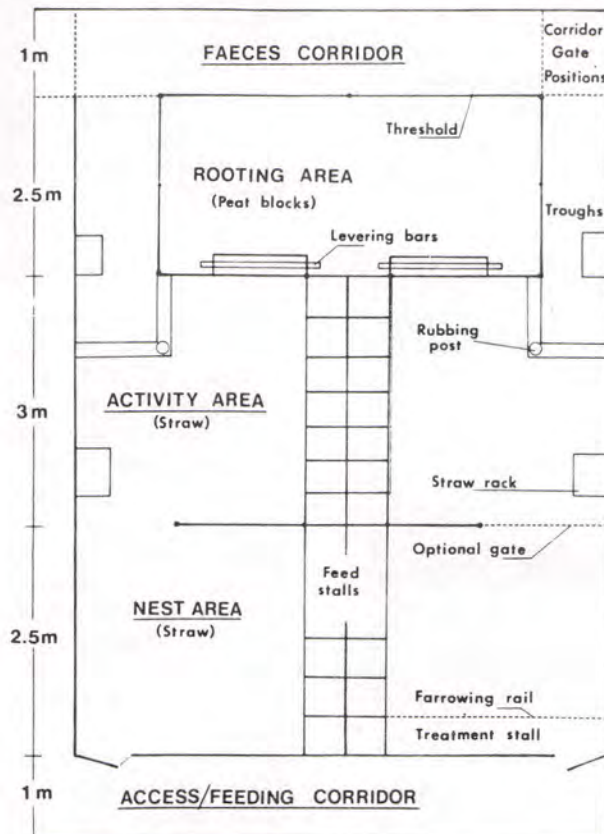 1m
FAECES CORRIDOR
Corridor
Gate
Positions
Threshold
2.5m
ROOTING AREA
(Peat blocks)
Troughs
Levering bars
Rubbing
post
3m
ACTIVITY AREA
(Straw)
Straw rack
Optional gate
Feed
stalls
NEST AREA
(Straw)
2.5m
Farrowing rail
Treatment stall
1m
ACCESS/FEEDING CORRIDOR